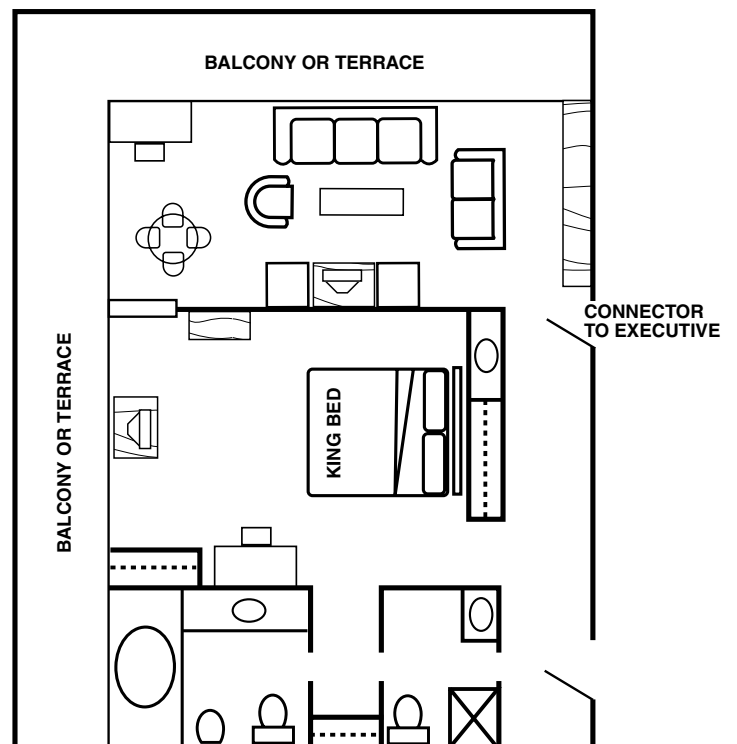 BALCONY OR TERRACE
CONNECTOR
TO EXECUTIVE
BALCONY OR TERRACE
KING BED